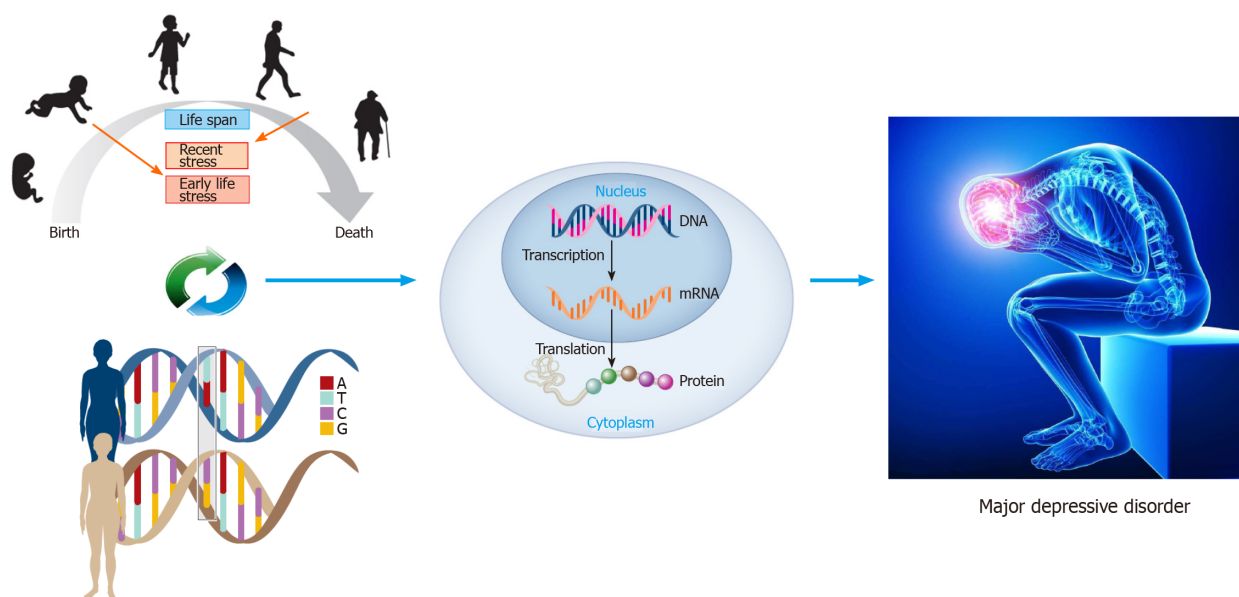 Life span
Recent
stress
Early life
stress
Birth
Death
A
T
C
G
Nucleus
DNA
Transcription
mRNA
Translation
Protein
Cytoplasm
Major depressive disorder